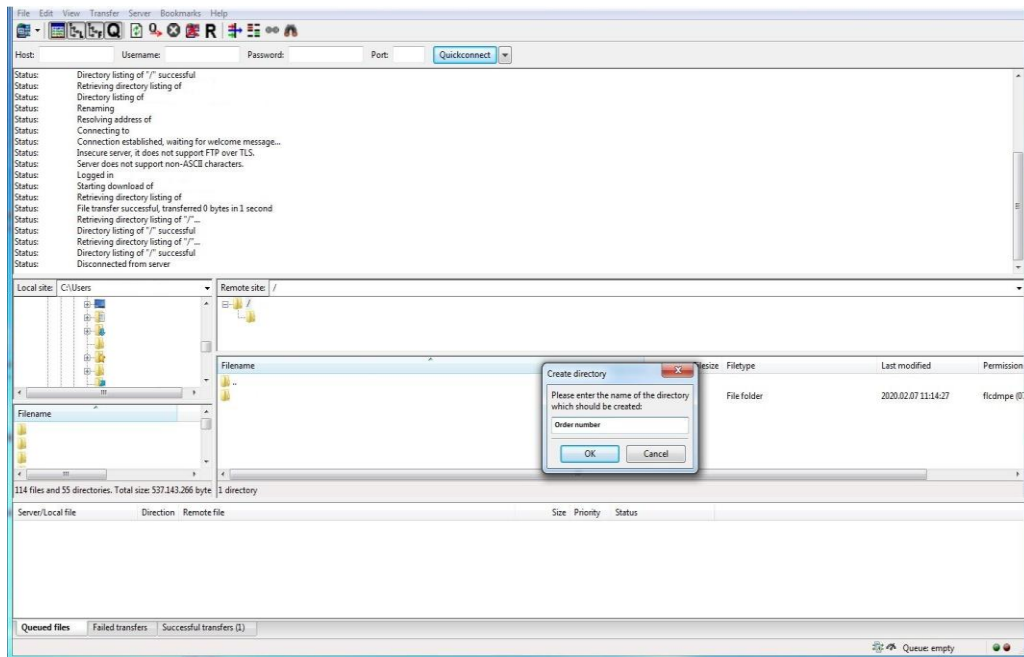 File Edit View Transfer Server Bookmarks Help
Host: Username: Password: Port: Quickconnect
Status: Directory listing of "/" successful
Status: Retrieving directory listing of
Status: Directory listing of
Status: Renaming
Status: Resolving address of
Status: Connecting to
Status: Connection established, waiting for welcome message...
Status: Insecure server, it does not support FTP over TLS.
Status: Server does not support non-ASCII characters.
Status: Logged in
Status: Starting download of
Status: Retrieving directory listing of
Status: File transfer successful, transferred 0 bytes in 1 second
Status: Retrieving directory listing of "/"...
Status: Directory listing of "/" successful
Status: Retrieving directory listing of "/"...
Status: Directory listing of "/" successful
Status: Disconnected from server
Local site: C:\Users
Remote site: /
/
Filename Filesize Filetype Last modified Permission
..
File folder 2020.02.07 11:14:27 flcdmpe (0
Create directory
Please enter the name of the directory
which should be created:
Order number
OK Cancel
Filename
114 files and 55 directories. Total size: 537.143.266 byte
1 directory
Server/Local file Direction Remote file Size Priority Status
Queued files Failed transfers Successful transfers (1)
Queue: empty